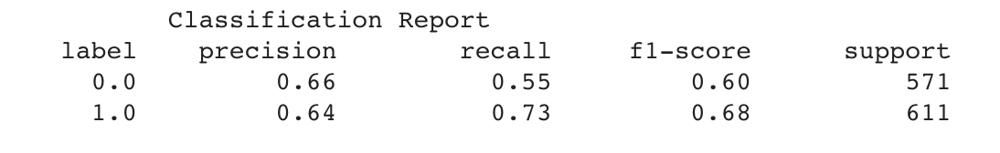 Classification Report
label precision recall f1-score support
0.0 0.66 0.55 0.60 571
1.0 0.64 0.73 0.68 611